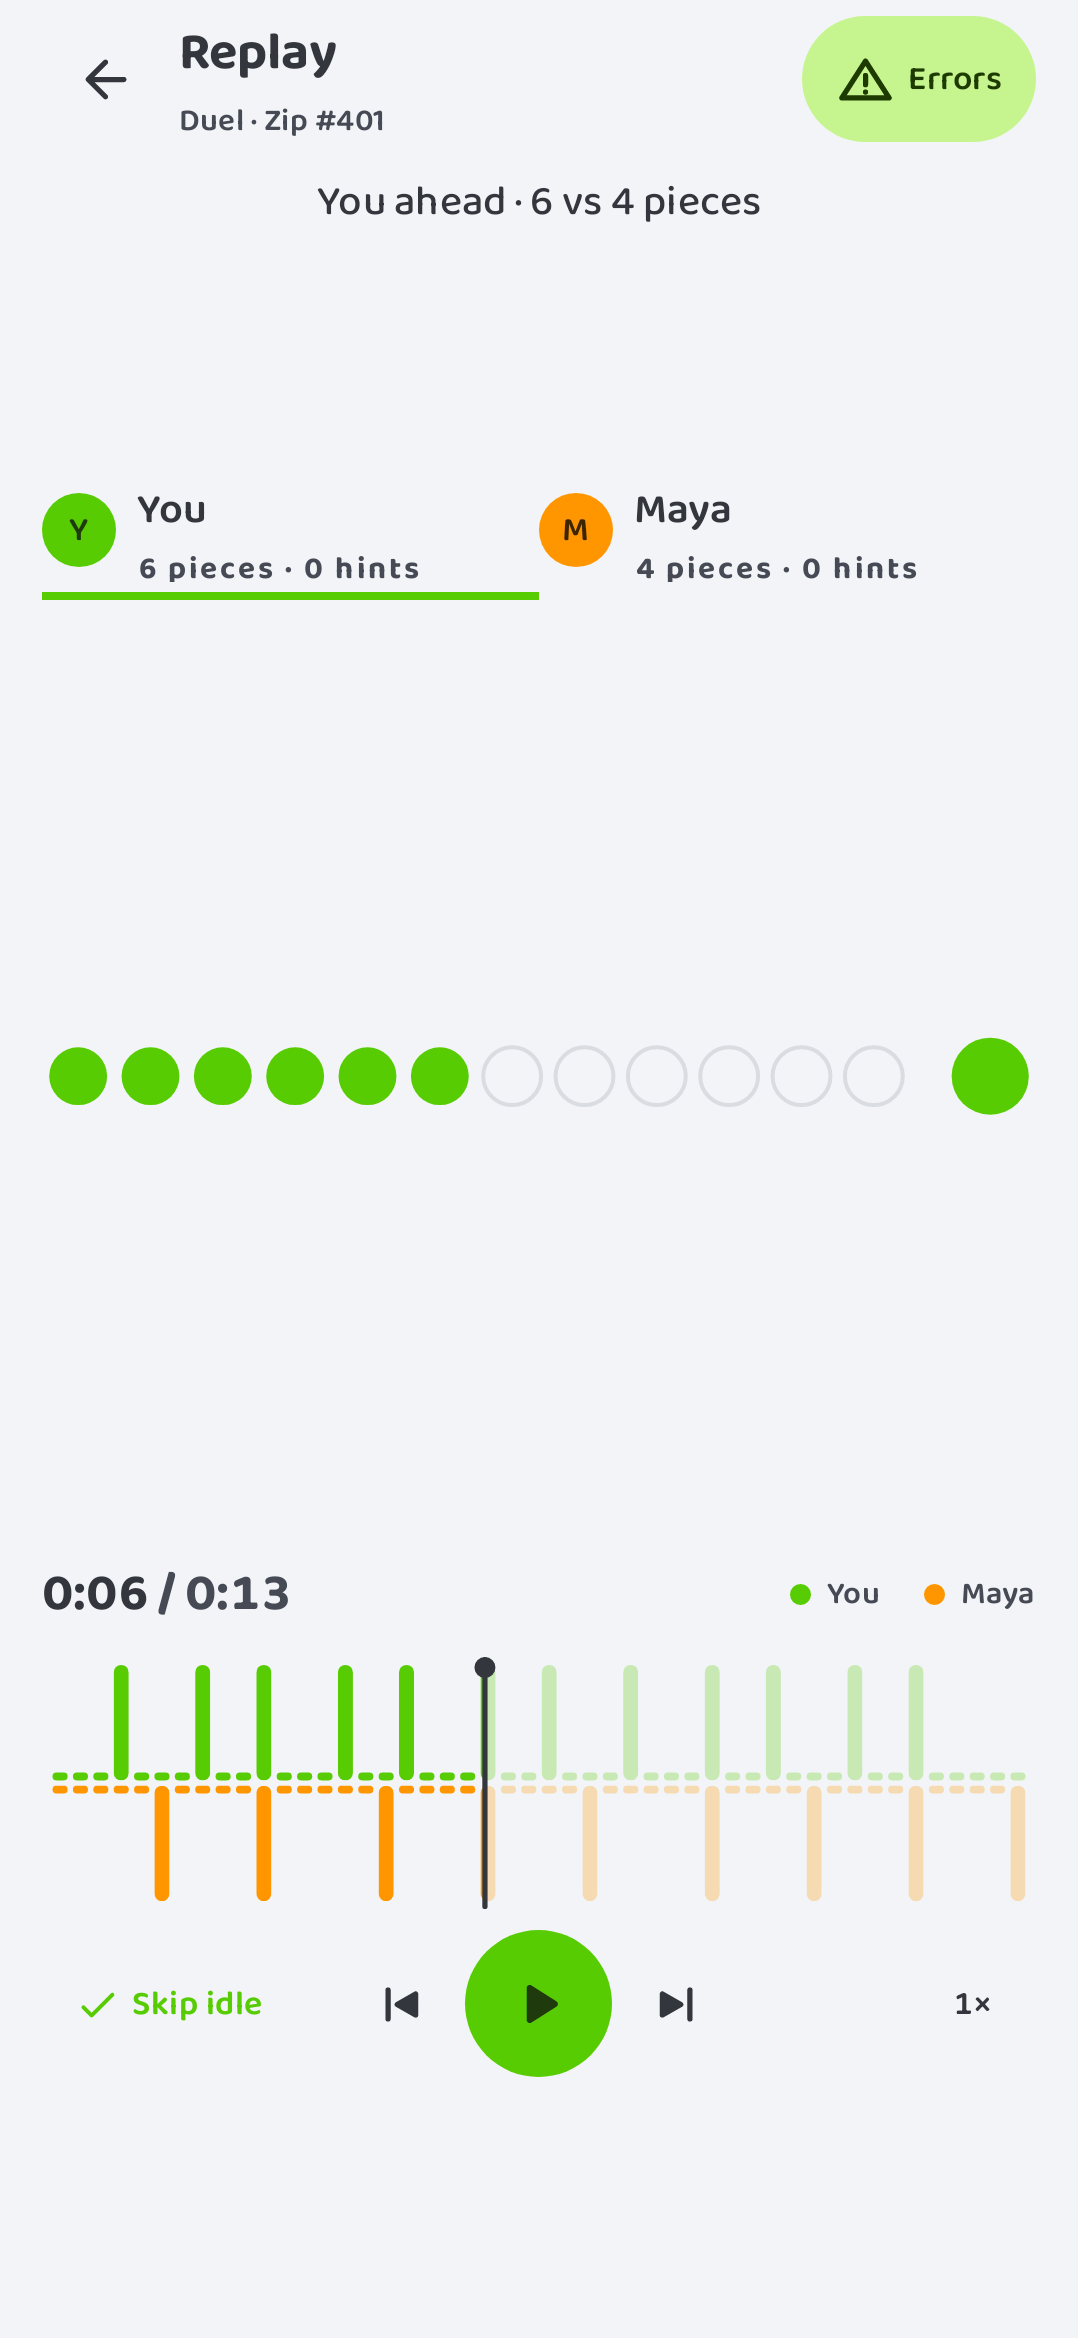 Replay
Duel · Zip #401
Errors
You ahead · 6 vs 4 pieces
Y
You
6 pieces · 0 hints
M
Maya
4 pieces · 0 hints
0:06 / 0:13
You
Maya
Skip idle
1×